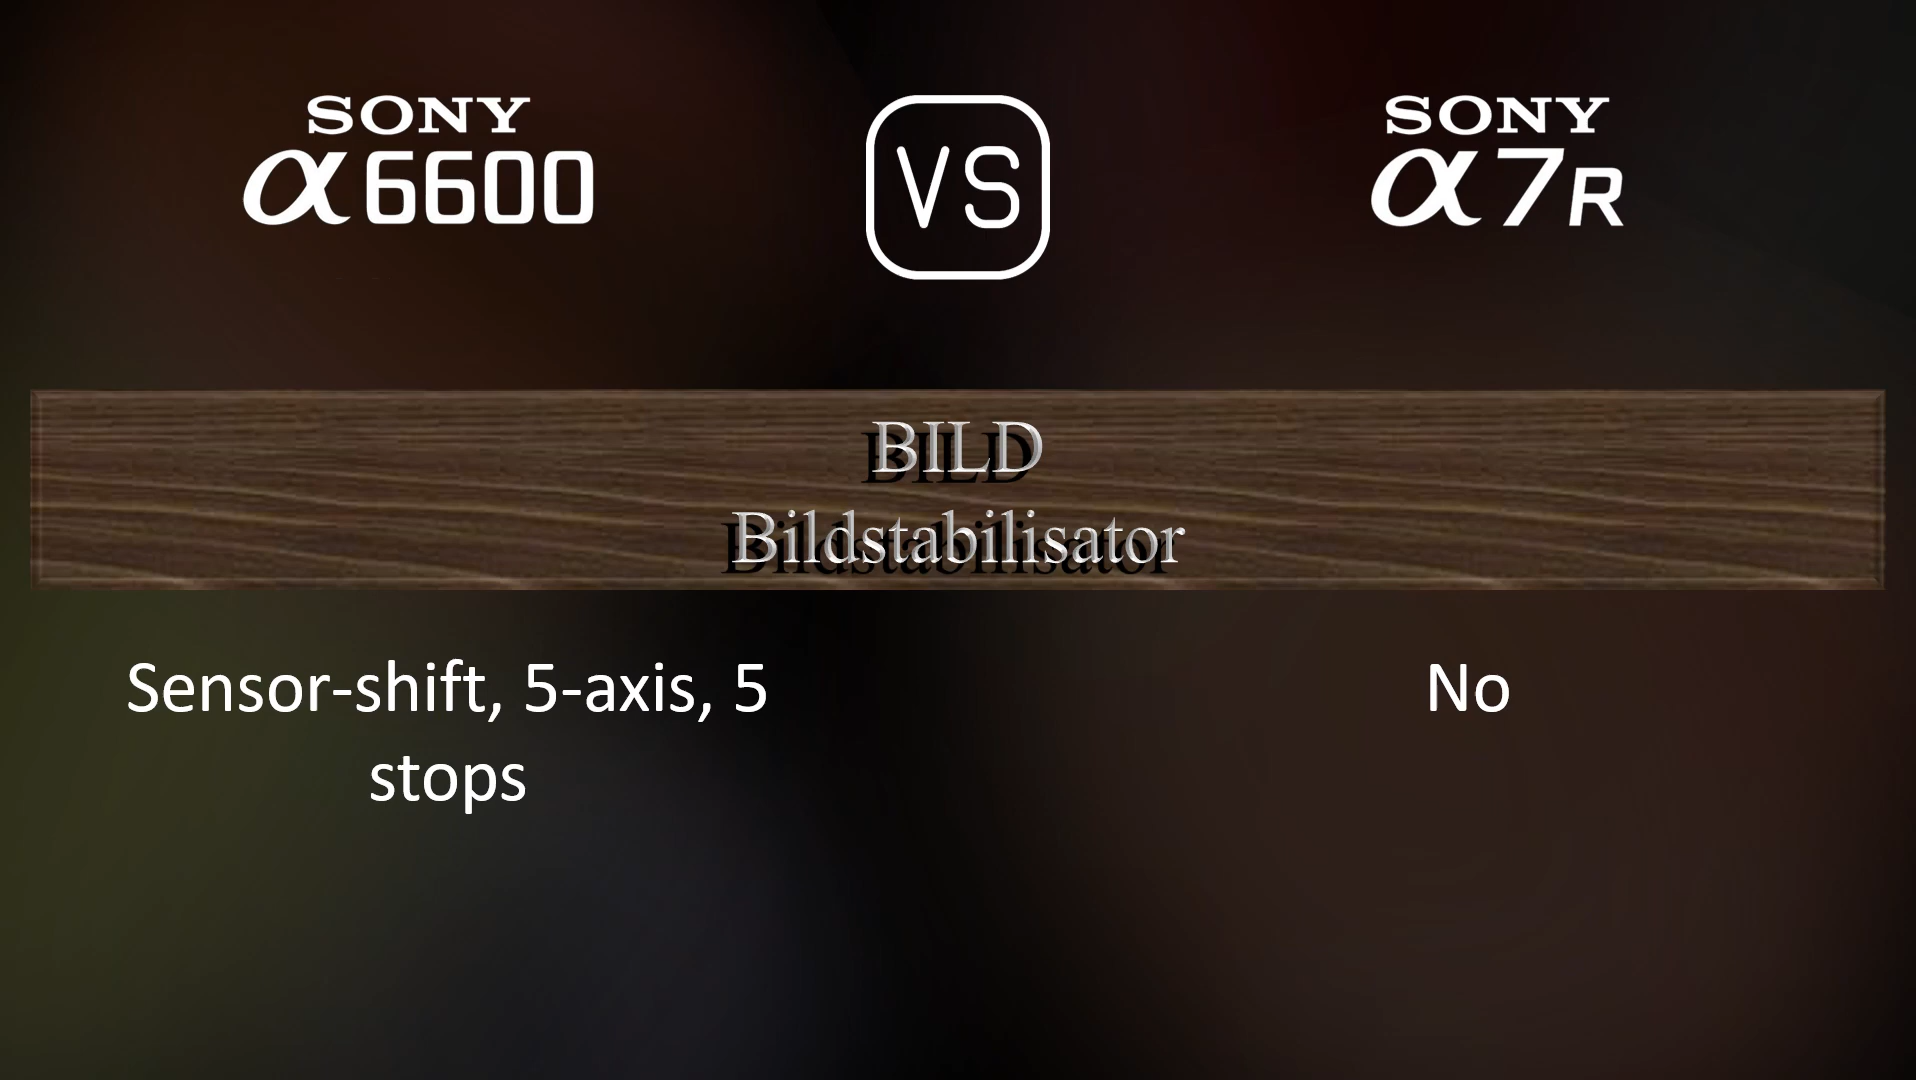 SONY
α6600
VS
SONY
α7R
BILD
Bildstabilisator
Sensor-shift, 5-axis, 5
stops
No